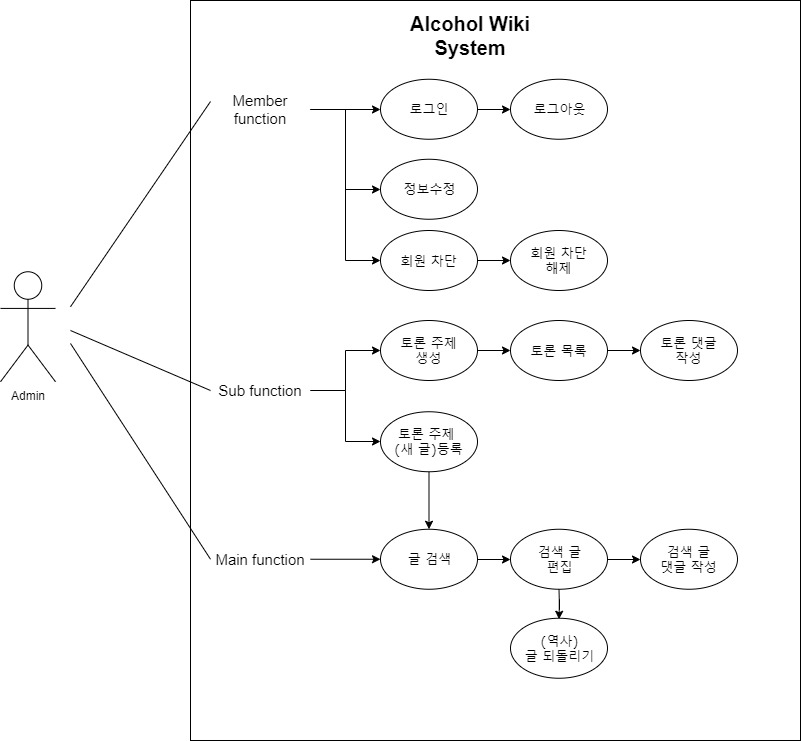 Alcohol Wiki
System
Member
function
로그인
로그아웃
정보수정
회원 차단
회원 차단
해제
Admin
Sub function
토론 주제
생성
토론 목록
토론 댓글
작성
토론 주제
(새 글)등록
Main function
글 검색
검색 글
편집
검색 글
댓글 작성
(역사)
글 되돌리기